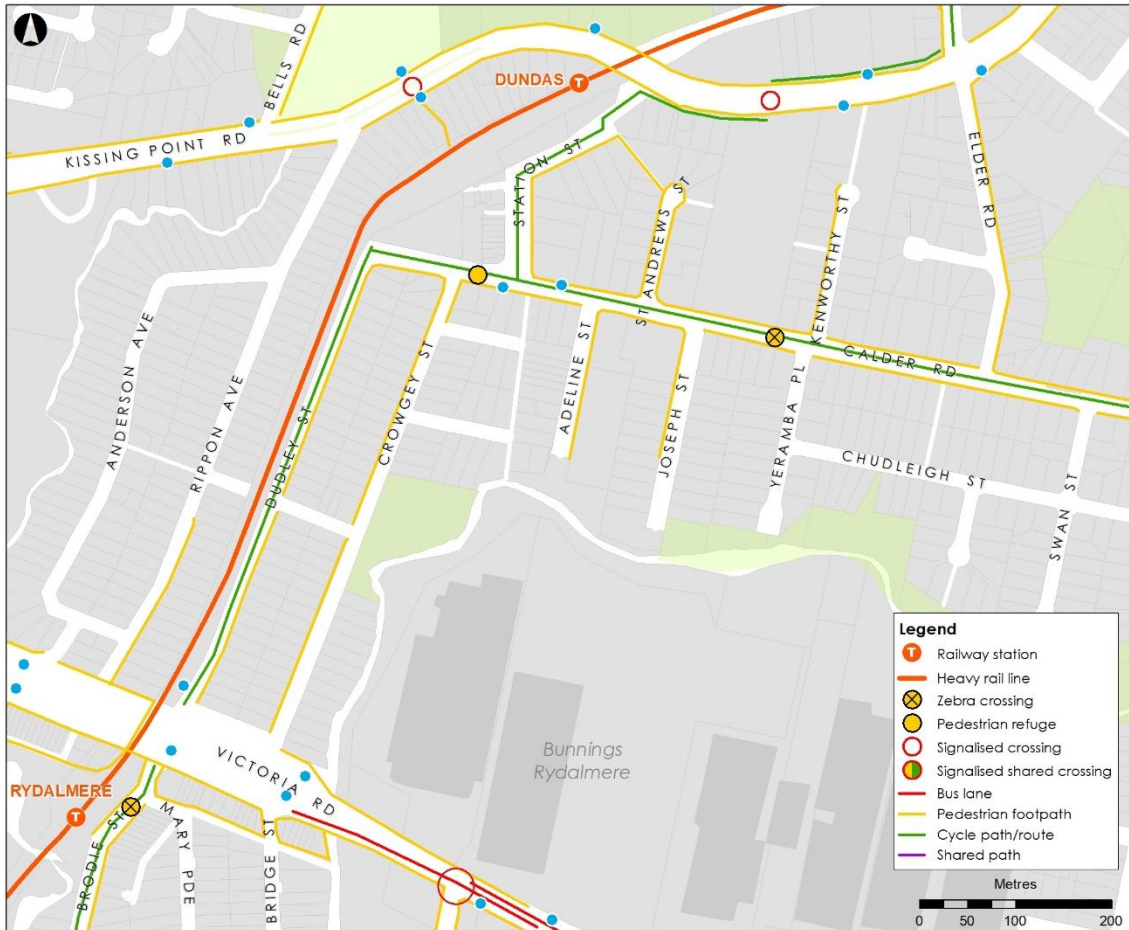 BELLS RD
DUNDAS
T
KISSING POINT RD
STATION ST
ST ANDREWS ST
KENWORTHY ST
ELDER RD
ANDERSON AVE
RIPPON AVE
DUDLEY ST
CROWGEY ST
ADELINE ST
JOSEPH ST
YERAMBA PL
CALDER RD
CHUDLEIGH ST
SWAN ST
VICTORIA RD
Bunnings
Rydalmere
RYDALMERE
T
BRODIE ST
MARY PDE
BRIDGE ST
Legend
T Railway station
Heavy rail line
Zebra crossing
Pedestrian refuge
Signalised crossing
Signalised shared crossing
Bus lane
Pedestrian footpath
Cycle path/route
Shared path
Metres
0 50 100 200